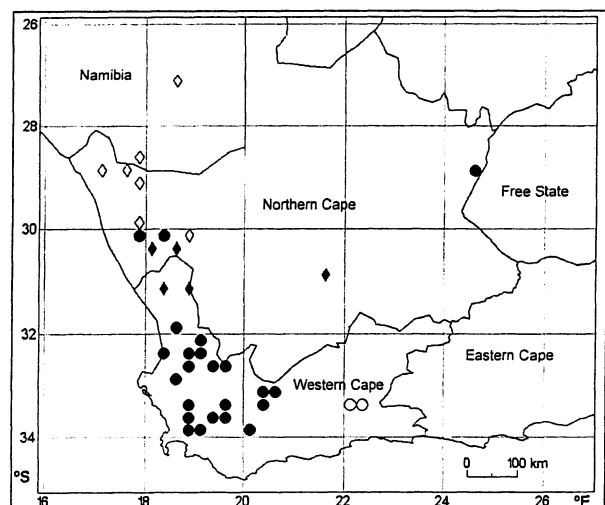 26
Namibia
28
Free State
Northern Cape
30
32
Eastern Cape
Western Cape
34
0 100 km
°S
16 18 20 22 24 26 °E